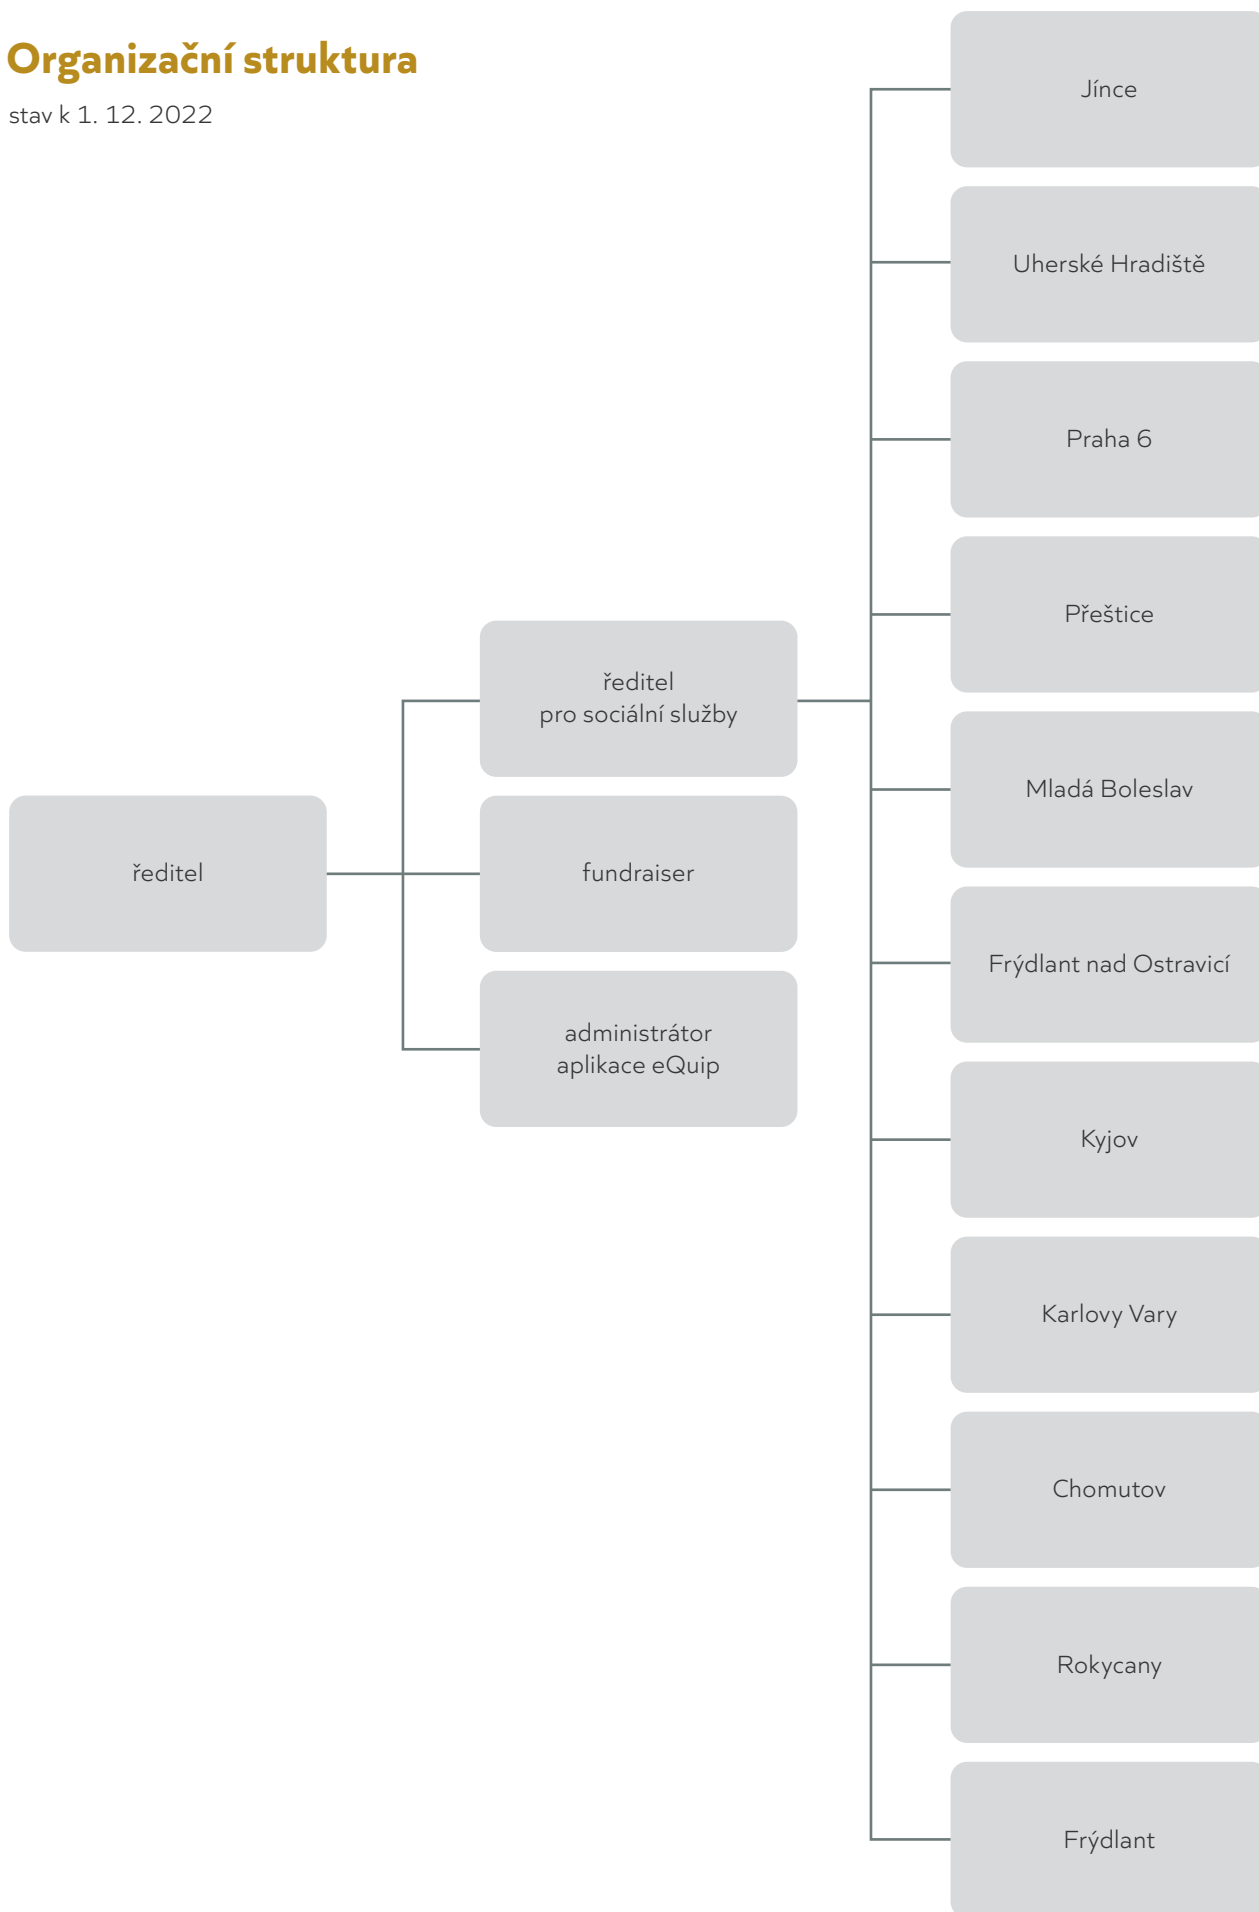 Organizační struktura
stav k 1. 12. 2022
ředitel
ředitel
pro sociální služby
fundraiser
administrátor
aplikace eQuip
Jínce
Uherské Hradiště
Praha 6
Přeštice
Mladá Boleslav
Frýdlant nad Ostravicí
Kyjov
Karlovy Vary
Chomutov
Rokycany
Frýdlant